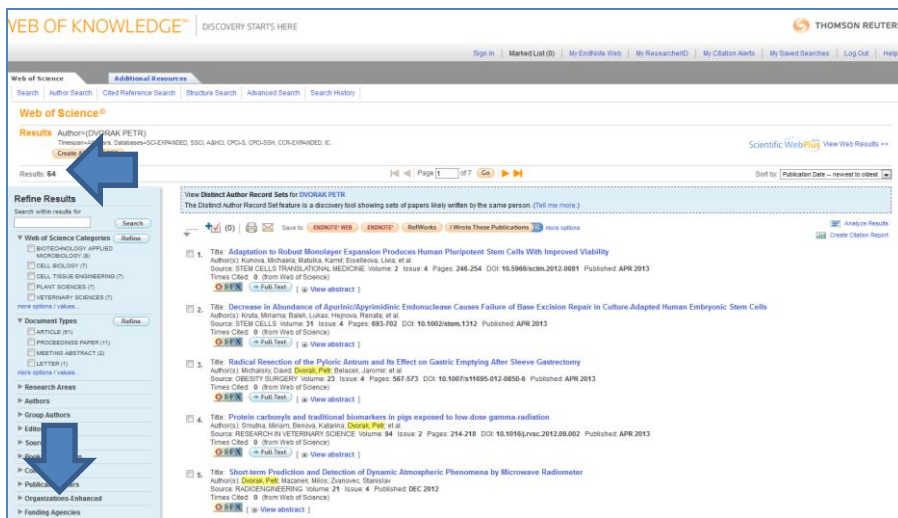 WEB OF KNOWLEDGE℠ DISCOVERY STARTS HERE
THOMSON REUTERS
Sign In Marked List (0) My EndNote Web My ResearcherID My Citation Alerts My Saved Searches Log Out Help
Web of Science Additional Resources
Search Author Search Cited Reference Search Structure Search Advanced Search Search History
Web of Science®
Results Author=(DVORAK PETR)
Databases=SCI-EXPANDED, SSCI, A&HCI, CPCI-S, CPCI-SSH, CCR-EXPANDED, IC.
Scientific WebPlus View Web Results >>
Results: 64
Page 1 of 7 Go
Sort by: Publication Date -- newest to oldest
Refine Results
Search within results for
Search
Web of Science Categories Refine
BIOTECHNOLOGY APPLIED
MICROBIOLOGY (8)
CELL BIOLOGY (7)
CELL TISSUE ENGINEERING (7)
PLANT SCIENCES (7)
VETERINARY SCIENCES (7)
more options / values...
Document Types Refine
ARTICLE (51)
PROCEEDINGS PAPER (11)
MEETING ABSTRACT (2)
LETTER (1)
more options / values...
Research Areas
Authors
Group Authors
Organizations-Enhanced
Funding Agencies
View Distinct Author Record Sets for DVORAK PETR
The Distinct Author Record Set feature is a discovery tool showing sets of papers likely written by the same person. (Tell me more.)
(0) Save to: ENDNOTE® WEB ENDNOTE® RefWorks I Wrote These Publications more options
Analyze Results
Create Citation Report
1. Title: Adaptation to Robust Monolayer Expansion Produces Human Pluripotent Stem Cells With Improved Viability
Author(s): Kunova, Michaela; Matulka, Kamil; Eiselleova, Livia; et al.
Source: STEM CELLS TRANSLATIONAL MEDICINE Volume: 2 Issue: 4 Pages: 246-254 DOI: 10.5966/sctm.2012-0081 Published: APR 2013
Times Cited: 0 (from Web of Science)
S·F·X Full Text [ View abstract ]
2. Title: Decrease in Abundance of Apurinic/Apyrimidinic Endonuclease Causes Failure of Base Excision Repair in Culture-Adapted Human Embryonic Stem Cells
Author(s): Kruta, Miriama; Balek, Lukas; Hejnova, Renata; et al.
Source: STEM CELLS Volume: 31 Issue: 4 Pages: 693-702 DOI: 10.1002/stem.1312 Published: APR 2013
Times Cited: 0 (from Web of Science)
S·F·X Full Text [ View abstract ]
3. Title: Radical Resection of the Pyloric Antrum and Its Effect on Gastric Emptying After Sleeve Gastrectomy
Author(s): Michalsky, David; Dvorak, Petr; Belacek, Jaromir; et al.
Source: OBESITY SURGERY Volume: 23 Issue: 4 Pages: 567-573 DOI: 10.1007/s11695-012-0850-6 Published: APR 2013
Times Cited: 0 (from Web of Science)
S·F·X Full Text [ View abstract ]
4. Title: Protein carbonyls and traditional biomarkers in pigs exposed to low-dose gamma-radiation
Author(s): Smutna, Miriam; Benova, Katarina; Dvorak, Petr; et al.
Source: RESEARCH IN VETERINARY SCIENCE Volume: 94 Issue: 2 Pages: 214-218 DOI: 10.1016/j.rvsc.2012.09.002 Published: APR 2013
Times Cited: 0 (from Web of Science)
S·F·X Full Text [ View abstract ]
5. Title: Short-term Prediction and Detection of Dynamic Atmospheric Phenomena by Microwave Radiometer
Author(s): Dvorak, Petr; Mazanek, Milos; Zvanovec, Stanislav
Source: RADIOENGINEERING Volume: 21 Issue: 4 Published: DEC 2012
Times Cited: 0 (from Web of Science)
S·F·X [ View abstract ]